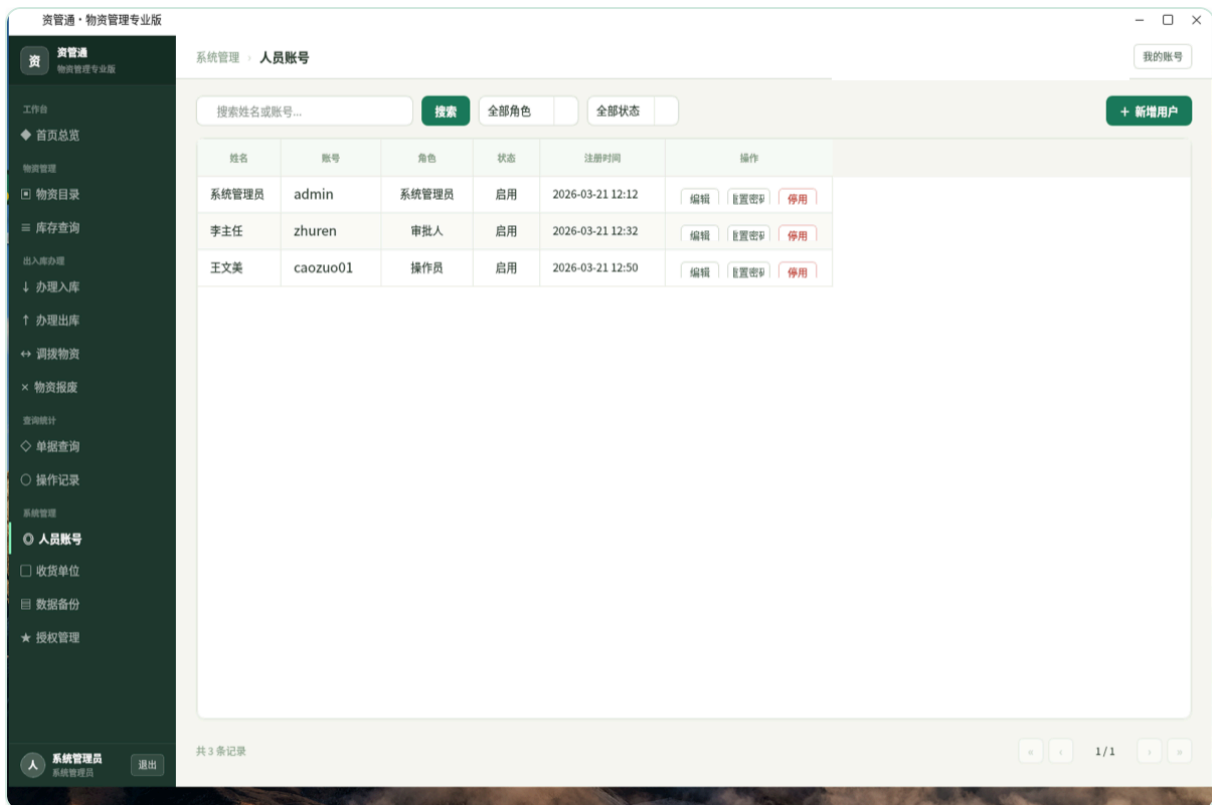 资管通·物资管理专业版
资 资管通
物资管理专业版
系统管理 › 人员账号
我的账号
工作台
首页总览
物资管理
物资目录
库存查询
出入库办理
↓ 办理入库
↑ 办理出库
↔ 调拨物资
× 物资报废
查询统计
◇ 单据查询
○ 操作记录
系统管理
人员账号
收货单位
数据备份
★ 授权管理
人 系统管理员
系统管理员
退出
搜索姓名或账号...
搜索
全部角色
全部状态
+ 新增用户
姓名 账号 角色 状态 注册时间 操作
系统管理员 admin 系统管理员 启用 2026-03-21 12:12 编辑 置密 停用
李主任 zhuren 审批人 启用 2026-03-21 12:32 编辑 置密 停用
王文美 caozuo01 操作员 启用 2026-03-21 12:50 编辑 置密 停用
共 3 条记录
« ‹ 1 / 1 › »